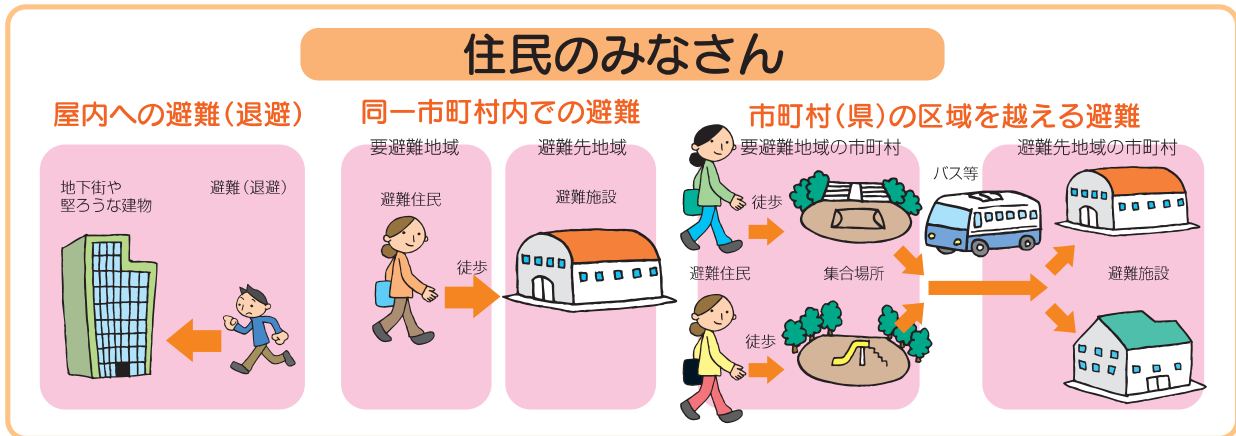 住民のみなさん
屋内への避難(退避)
地下街や
堅ろうな建物
避難(退避)
同一市町村内での避難
要避難地域
避難住民
徒歩
避難先地域
避難施設
市町村(県)の区域を越える避難
要避難地域の市町村
徒歩
避難住民
集合場所
徒歩
バス等
避難先地域の市町村
避難施設